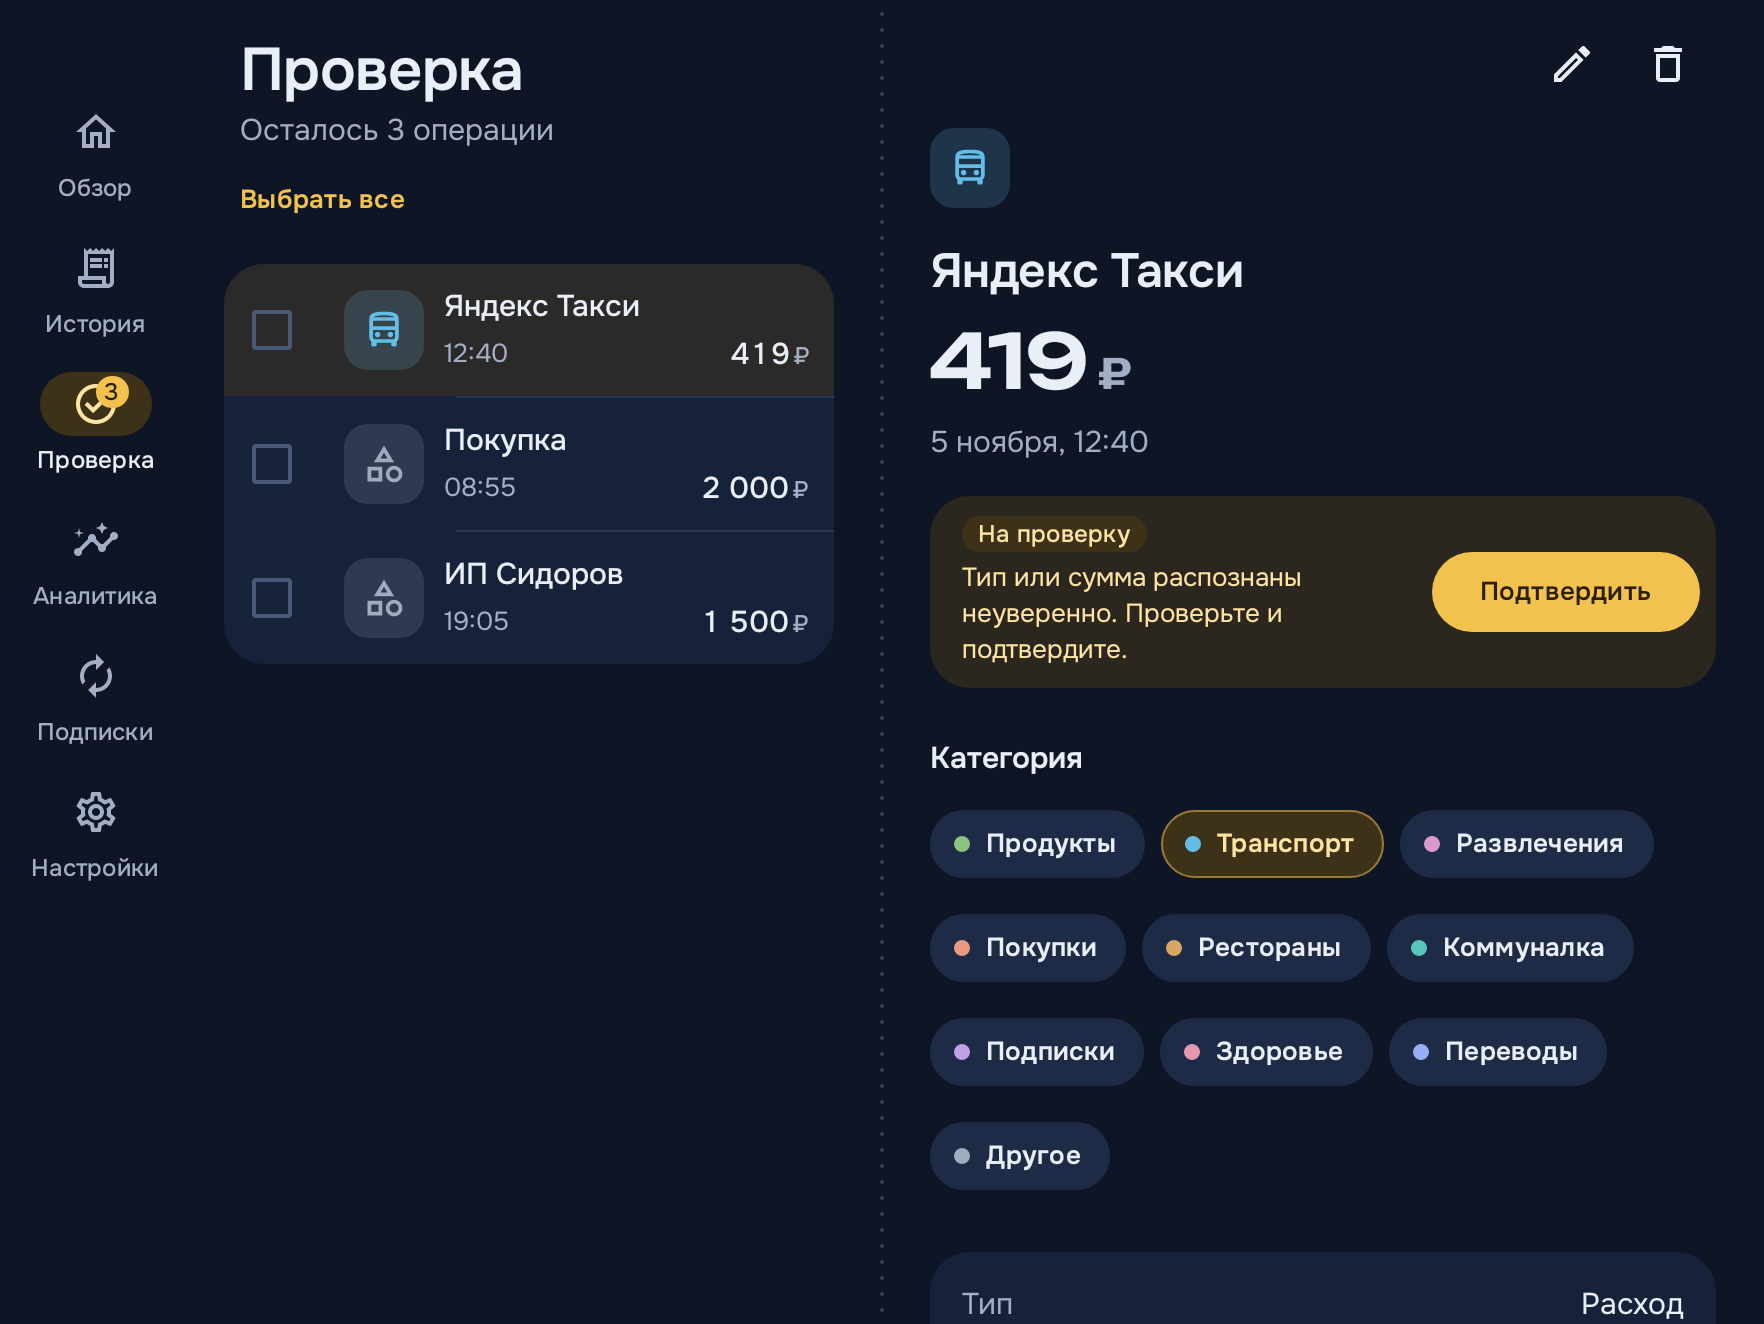 Обзор
История
3
Проверка
Аналитика
Подписки
Настройки
Проверка
Осталось 3 операции
Выбрать все
Яндекс Такси
12:40
419 ₽
Покупка
08:55
2 000 ₽
ИП Сидоров
19:05
1 500 ₽
Яндекс Такси
419 ₽
5 ноября, 12:40
На проверку
Тип или сумма распознаны
неуверенно. Проверьте и
подтвердите.
Подтвердить
Категория
Продукты
Транспорт
Развлечения
Покупки
Рестораны
Коммуналка
Подписки
Здоровье
Переводы
Другое
Тип
Расход